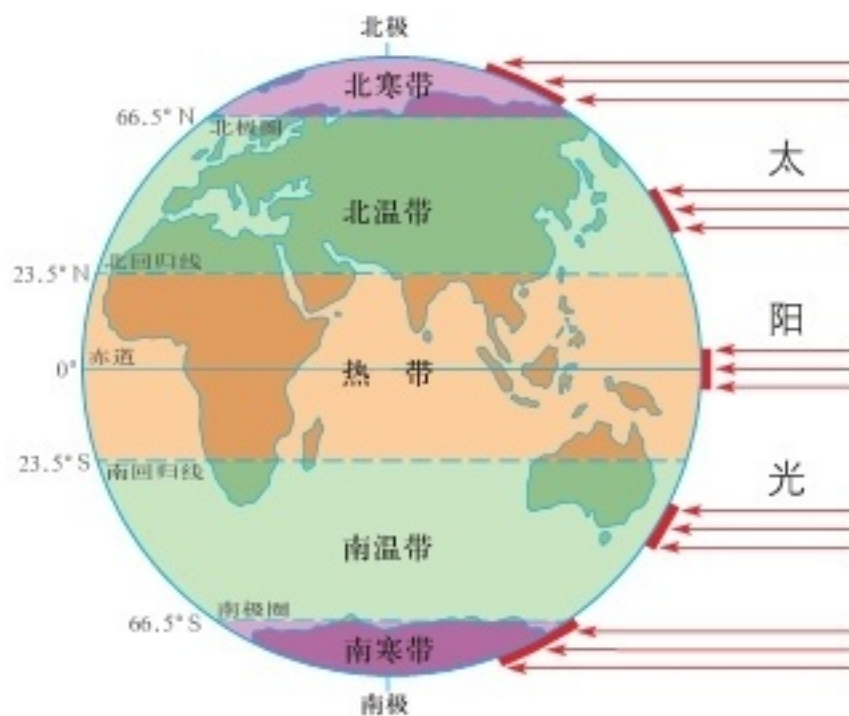 北极
北寒带
66.5°N
北极圈
太
北温带
北回归线
23.5°N
阳
赤道
0°
热 带
23.5°S
南回归线
光
南温带
南极圈
66.5°S
南寒带
南极